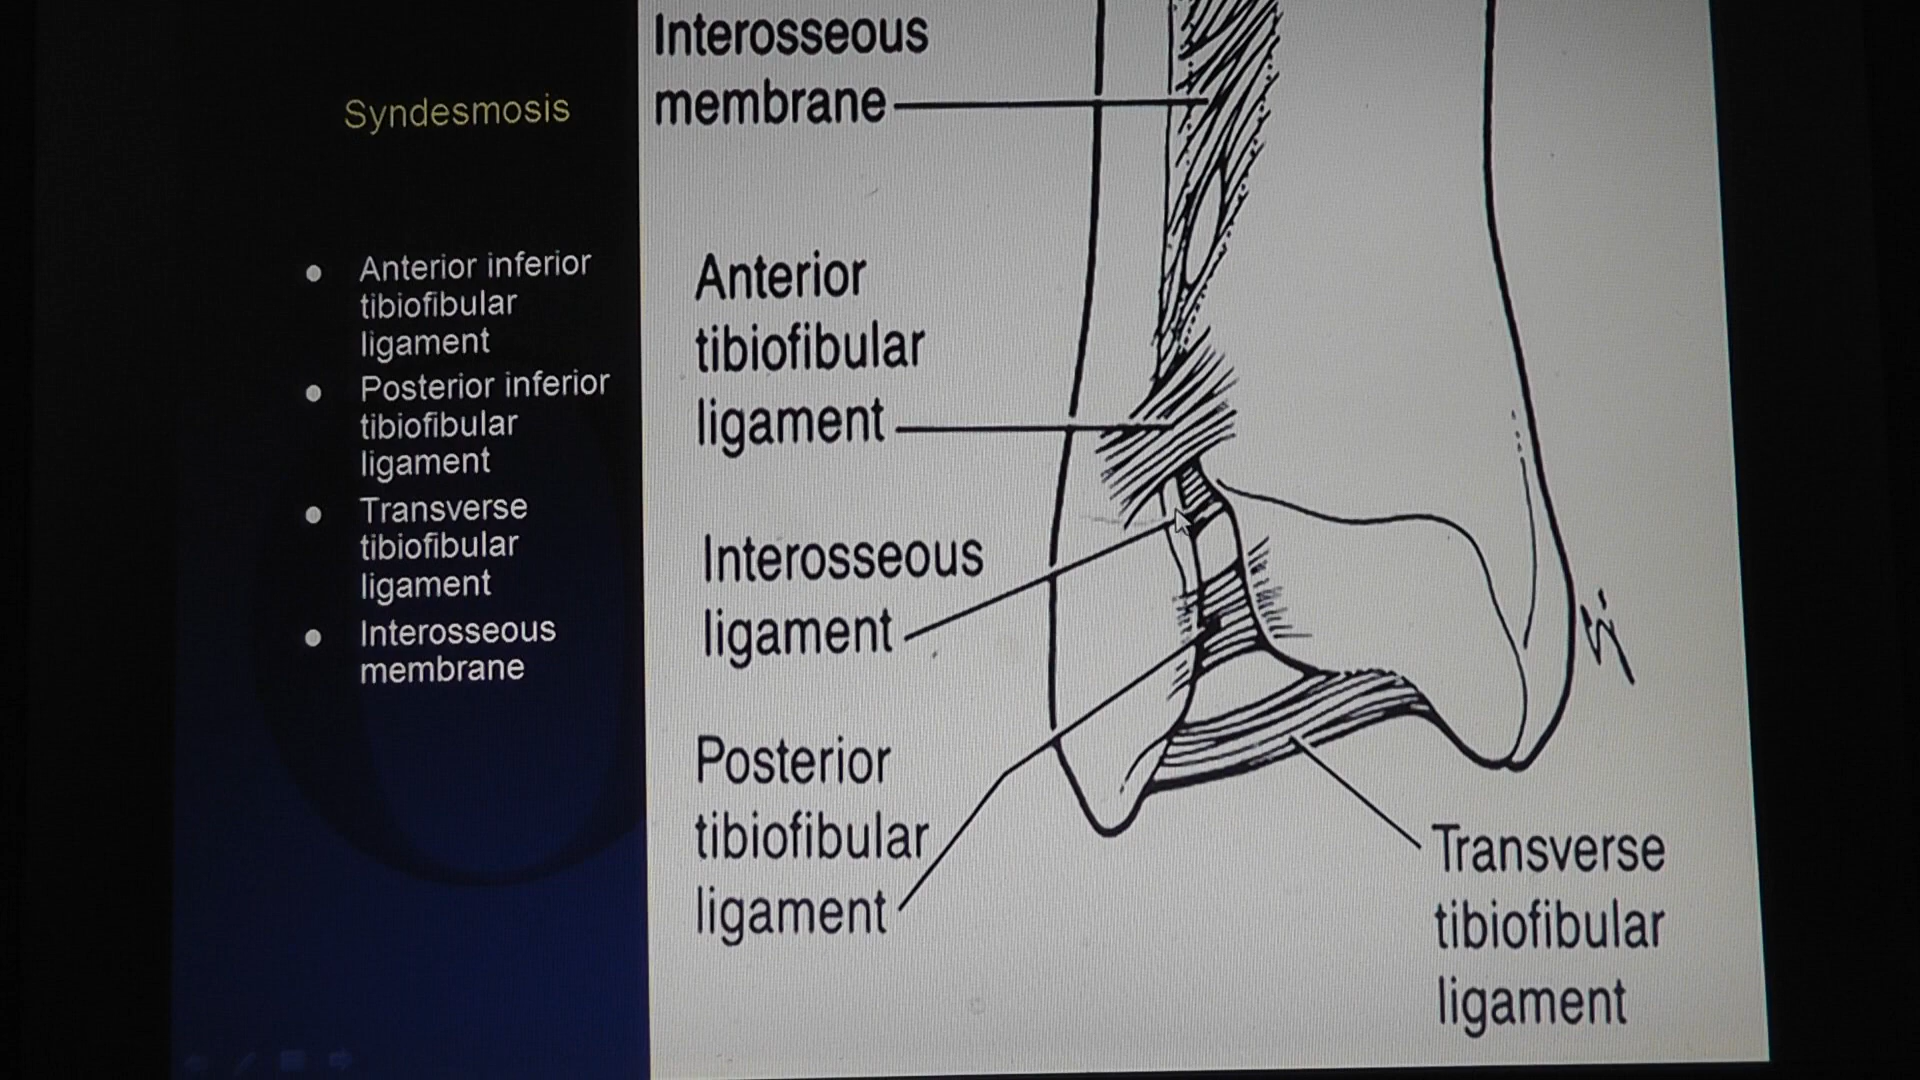 Syndesmosis
Anterior inferior
tibiofibular
ligament
Posterior inferior
tibiofibular
ligament
Transverse
tibiofibular
ligament
Interosseous
membrane
Interosseous
membrane
Anterior
tibiofibular
ligament
Interosseous
ligament
Posterior
tibiofibular
ligament
Transverse
tibiofibular
ligament